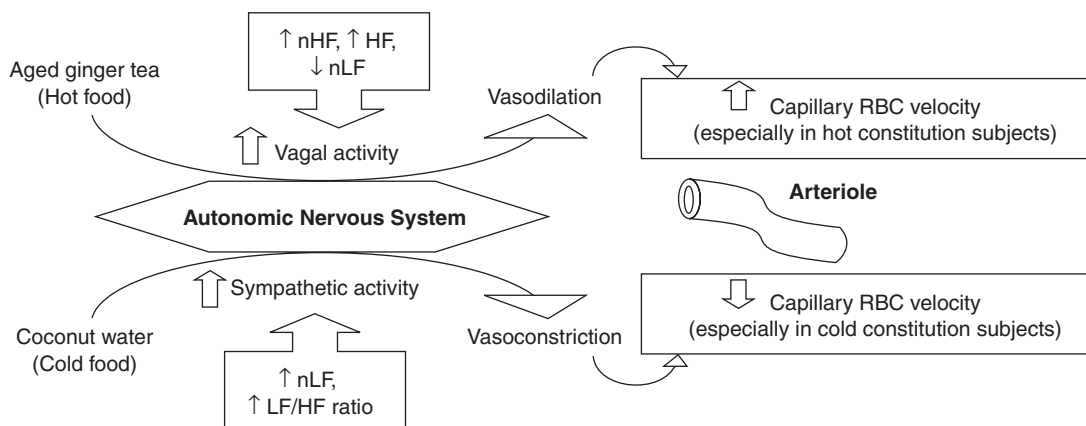 ↑ nHF, ↑ HF,
↓ nLF
Aged ginger tea
(Hot food)
Vagal activity
Vasodilation
Capillary RBC velocity
(especially in hot constitution subjects)
Autonomic Nervous System
Arteriole
Coconut water
(Cold food)
Sympathetic activity
Vasoconstriction
Capillary RBC velocity
(especially in cold constitution subjects)
↑ nLF,
↑ LF/HF ratio